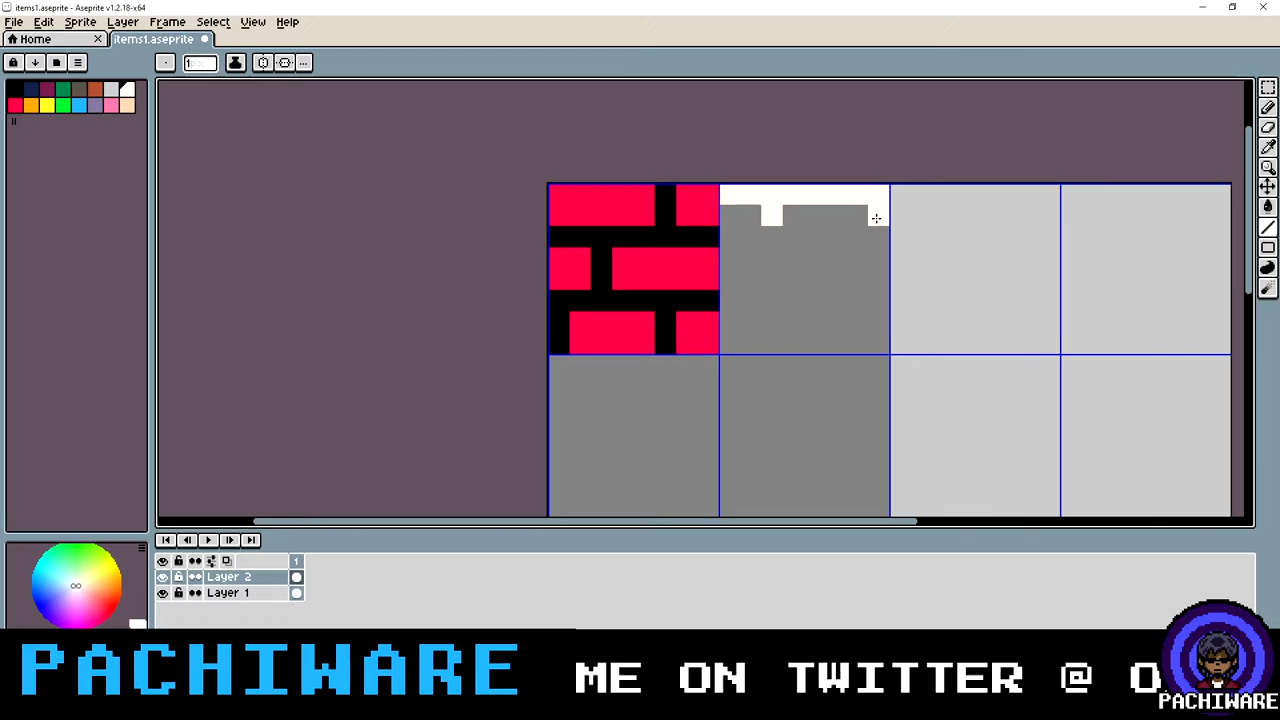 items1.aseprite - Aseprite v1.2.18-x64
File Edit Sprite Layer Frame Select View Help
Home items1.aseprite
1px
1
Layer 2
Layer 1
PACHIWARE ME ON TWITTER @ O
PACHIWARE